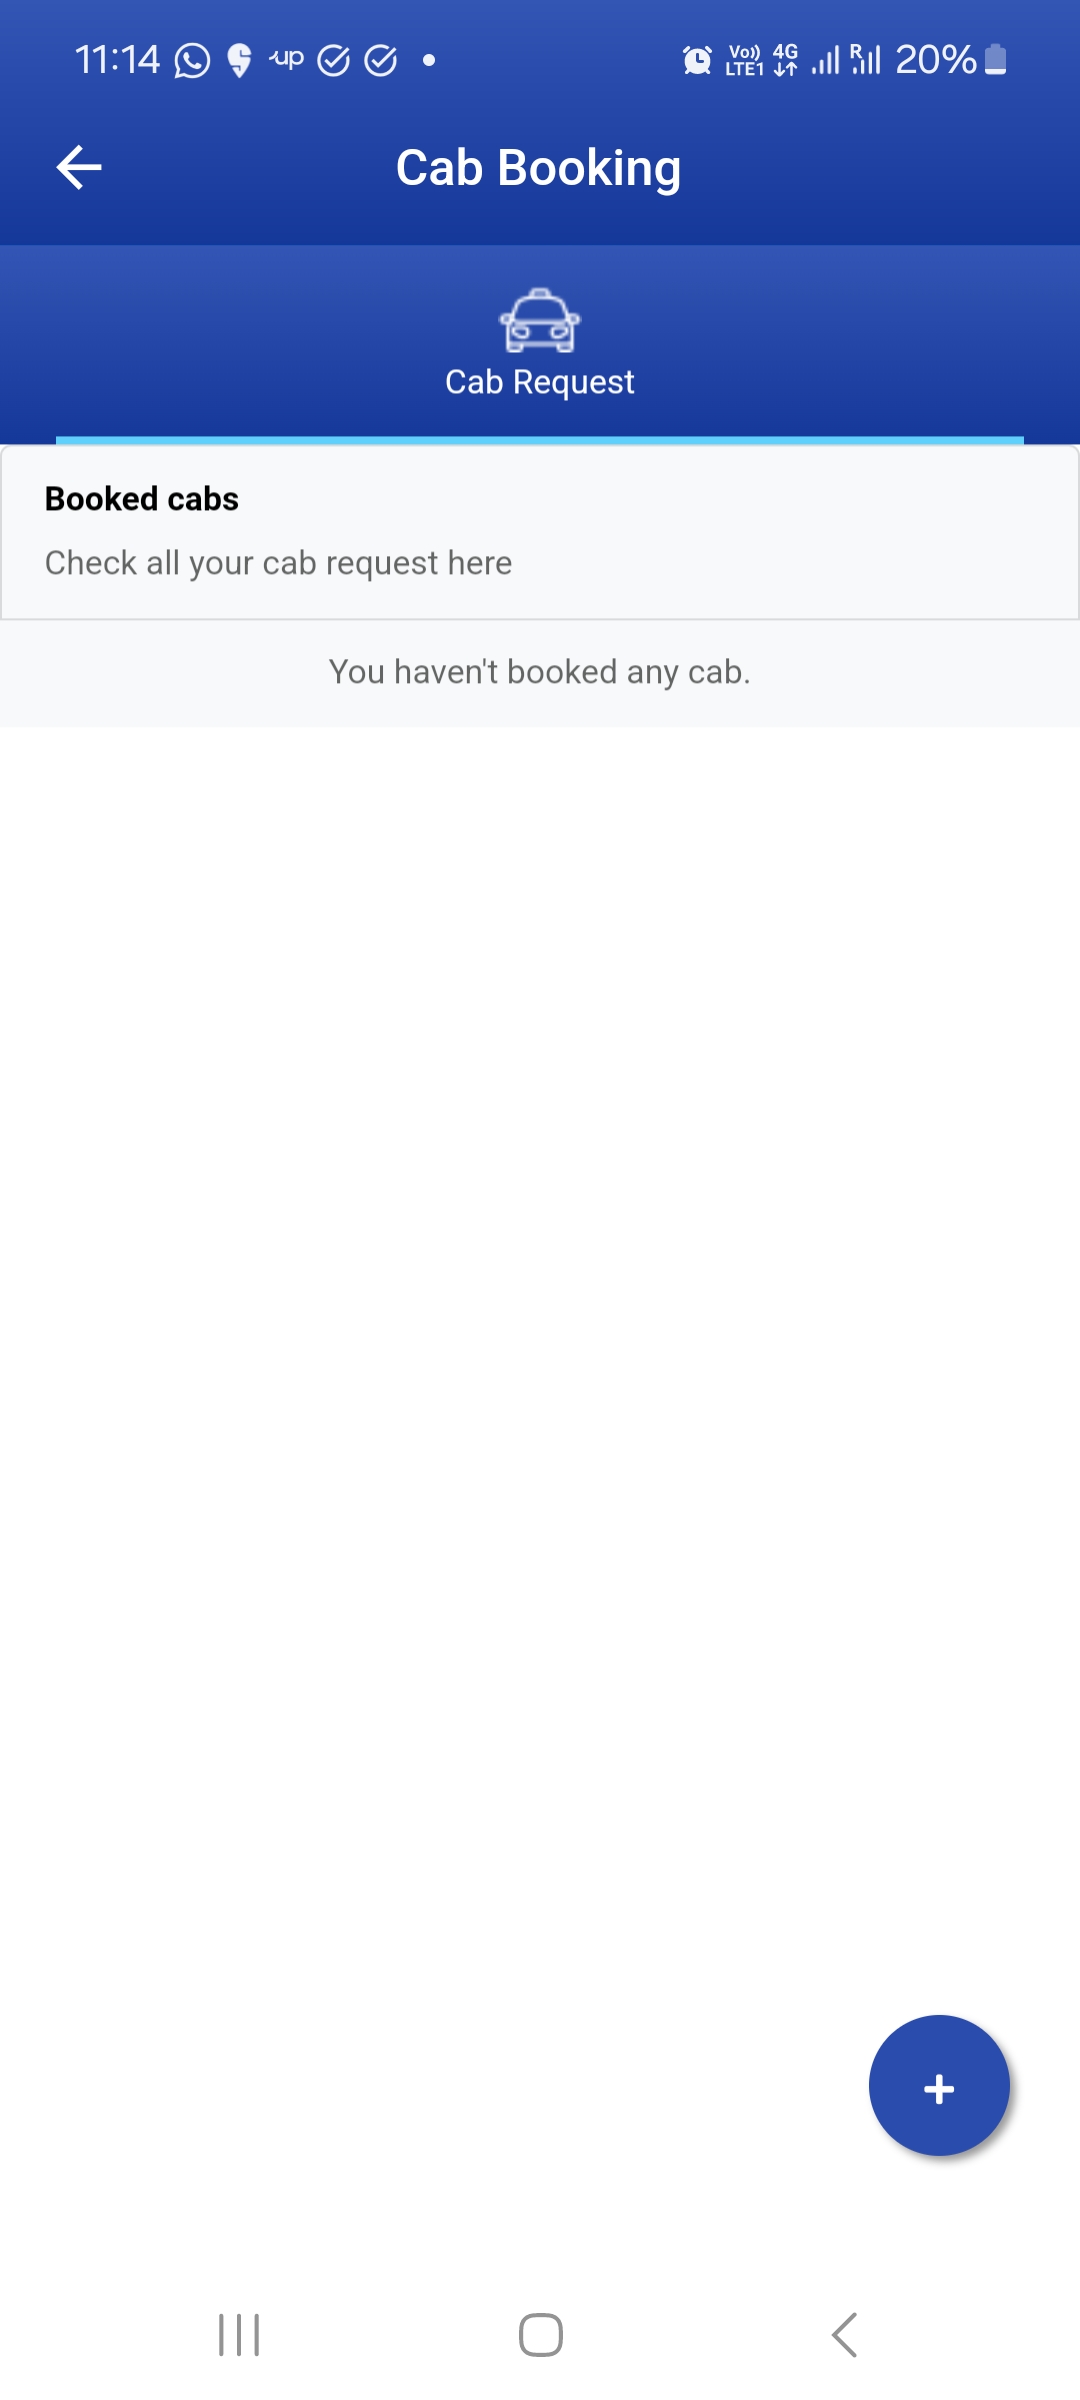 11:14 up Vo)) LTE1 4G R 20%
Cab Booking
Cab Request
Booked cabs
Check all your cab request here
You haven't booked any cab.
+